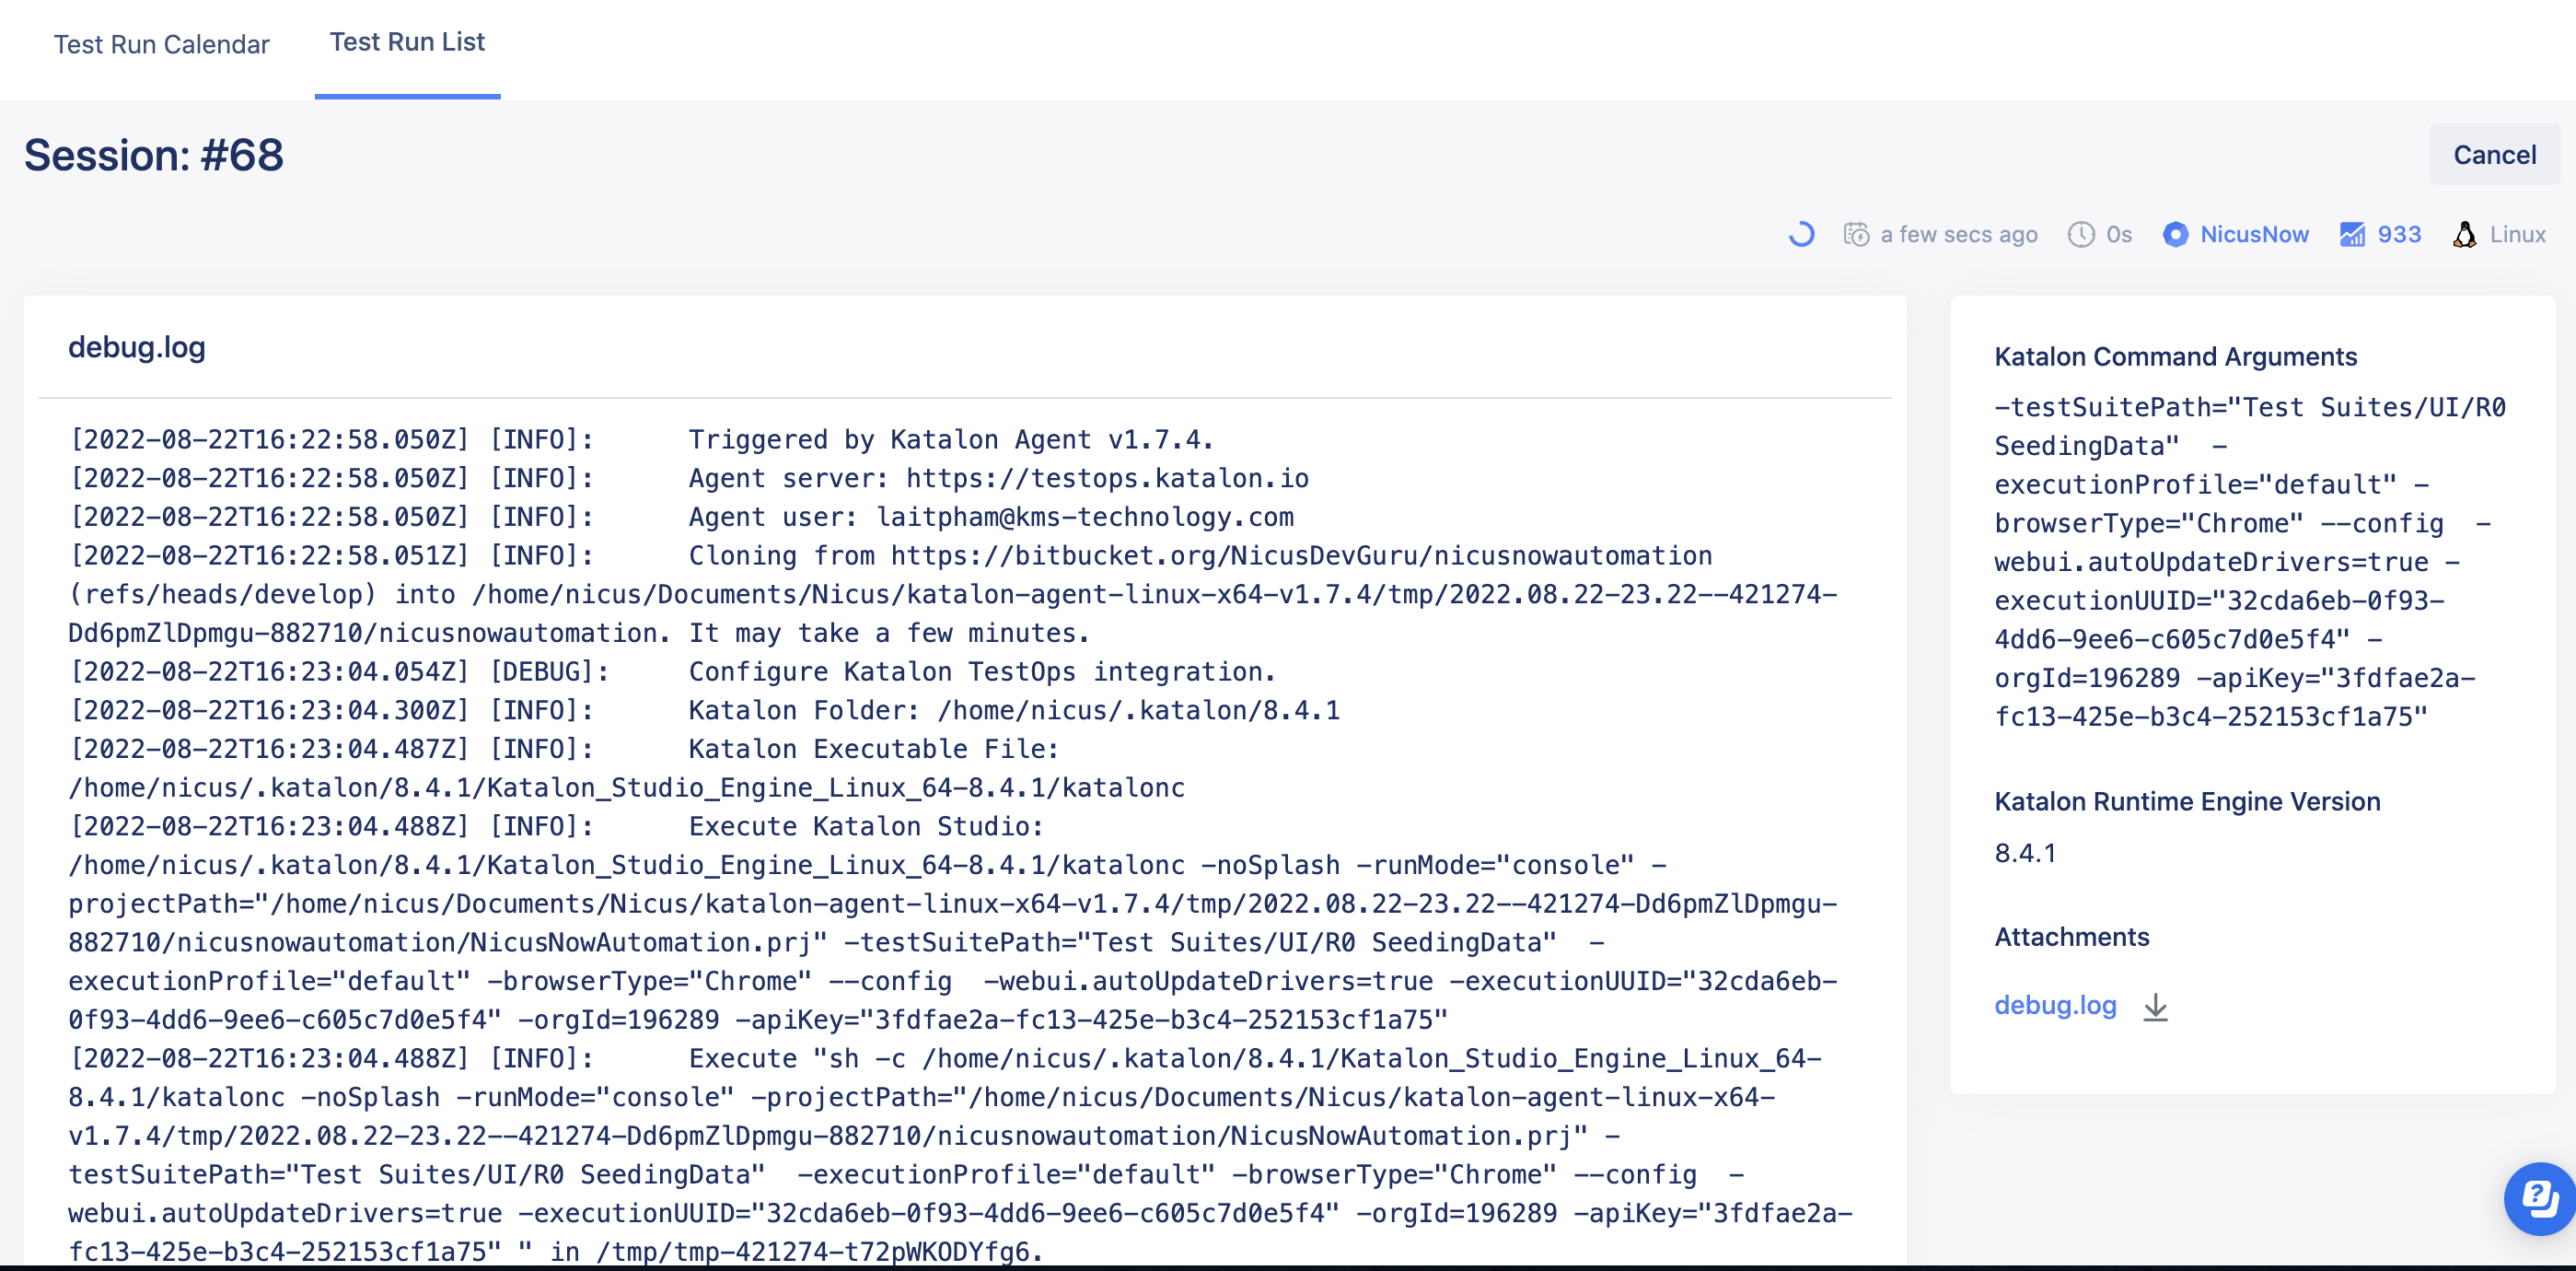 Test Run Calendar
Test Run List
Session: #68
Cancel
a few secs ago
0s
NicusNow
933
Linux
debug.log
[2022-08-22T16:22:58.050Z] [INFO]: Triggered by Katalon Agent v1.7.4.
[2022-08-22T16:22:58.050Z] [INFO]: Agent server: https://testops.katalon.io
[2022-08-22T16:22:58.050Z] [INFO]: Agent user: laitpham@kms-technology.com
[2022-08-22T16:22:58.051Z] [INFO]: Cloning from https://bitbucket.org/NicusDevGuru/nicusnowautomation
(refs/heads/develop) into /home/nicus/Documents/Nicus/katalon-agent-linux-x64-v1.7.4/tmp/2022.08.22-23.22--421274-
Dd6pmZlDpmgu-882710/nicusnowautomation. It may take a few minutes.
[2022-08-22T16:23:04.054Z] [DEBUG]: Configure Katalon TestOps integration.
[2022-08-22T16:23:04.300Z] [INFO]: Katalon Folder: /home/nicus/.katalon/8.4.1
[2022-08-22T16:23:04.487Z] [INFO]: Katalon Executable File:
/home/nicus/.katalon/8.4.1/Katalon_Studio_Engine_Linux_64-8.4.1/katalonc
[2022-08-22T16:23:04.488Z] [INFO]: Execute Katalon Studio:
/home/nicus/.katalon/8.4.1/Katalon_Studio_Engine_Linux_64-8.4.1/katalonc -noSplash -runMode="console" -
projectPath="/home/nicus/Documents/Nicus/katalon-agent-linux-x64-v1.7.4/tmp/2022.08.22-23.22--421274-Dd6pmZlDpmgu-
882710/nicusnowautomation/NicusNowAutomation.prj" -testSuitePath="Test Suites/UI/R0 SeedingData" -
executionProfile="default" -browserType="Chrome" --config -webui.autoUpdateDrivers=true -executionUUID="32cda6eb-
0f93-4dd6-9ee6-c605c7d0e5f4" -orgId=196289 -apiKey="3fdfae2a-fc13-425e-b3c4-252153cf1a75"
[2022-08-22T16:23:04.488Z] [INFO]: Execute "sh -c /home/nicus/.katalon/8.4.1/Katalon_Studio_Engine_Linux_64-
8.4.1/katalonc -noSplash -runMode="console" -projectPath="/home/nicus/Documents/Nicus/katalon-agent-linux-x64-
v1.7.4/tmp/2022.08.22-23.22--421274-Dd6pmZlDpmgu-882710/nicusnowautomation/NicusNowAutomation.prj" -
testSuitePath="Test Suites/UI/R0 SeedingData" -executionProfile="default" -browserType="Chrome" --config -
webui.autoUpdateDrivers=true -executionUUID="32cda6eb-0f93-4dd6-9ee6-c605c7d0e5f4" -orgId=196289 -apiKey="3fdfae2a-
fc13-425e-b3c4-252153cf1a75" " in /tmp/tmp-421274-t72pWKODYfg6.
Katalon Command Arguments
-testSuitePath="Test Suites/UI/R0
SeedingData" -
executionProfile="default" -
browserType="Chrome" --config -
webui.autoUpdateDrivers=true -
executionUUID="32cda6eb-0f93-
4dd6-9ee6-c605c7d0e5f4" -
orgId=196289 -apiKey="3fdfae2a-
fc13-425e-b3c4-252153cf1a75"
Katalon Runtime Engine Version
8.4.1
Attachments
debug.log